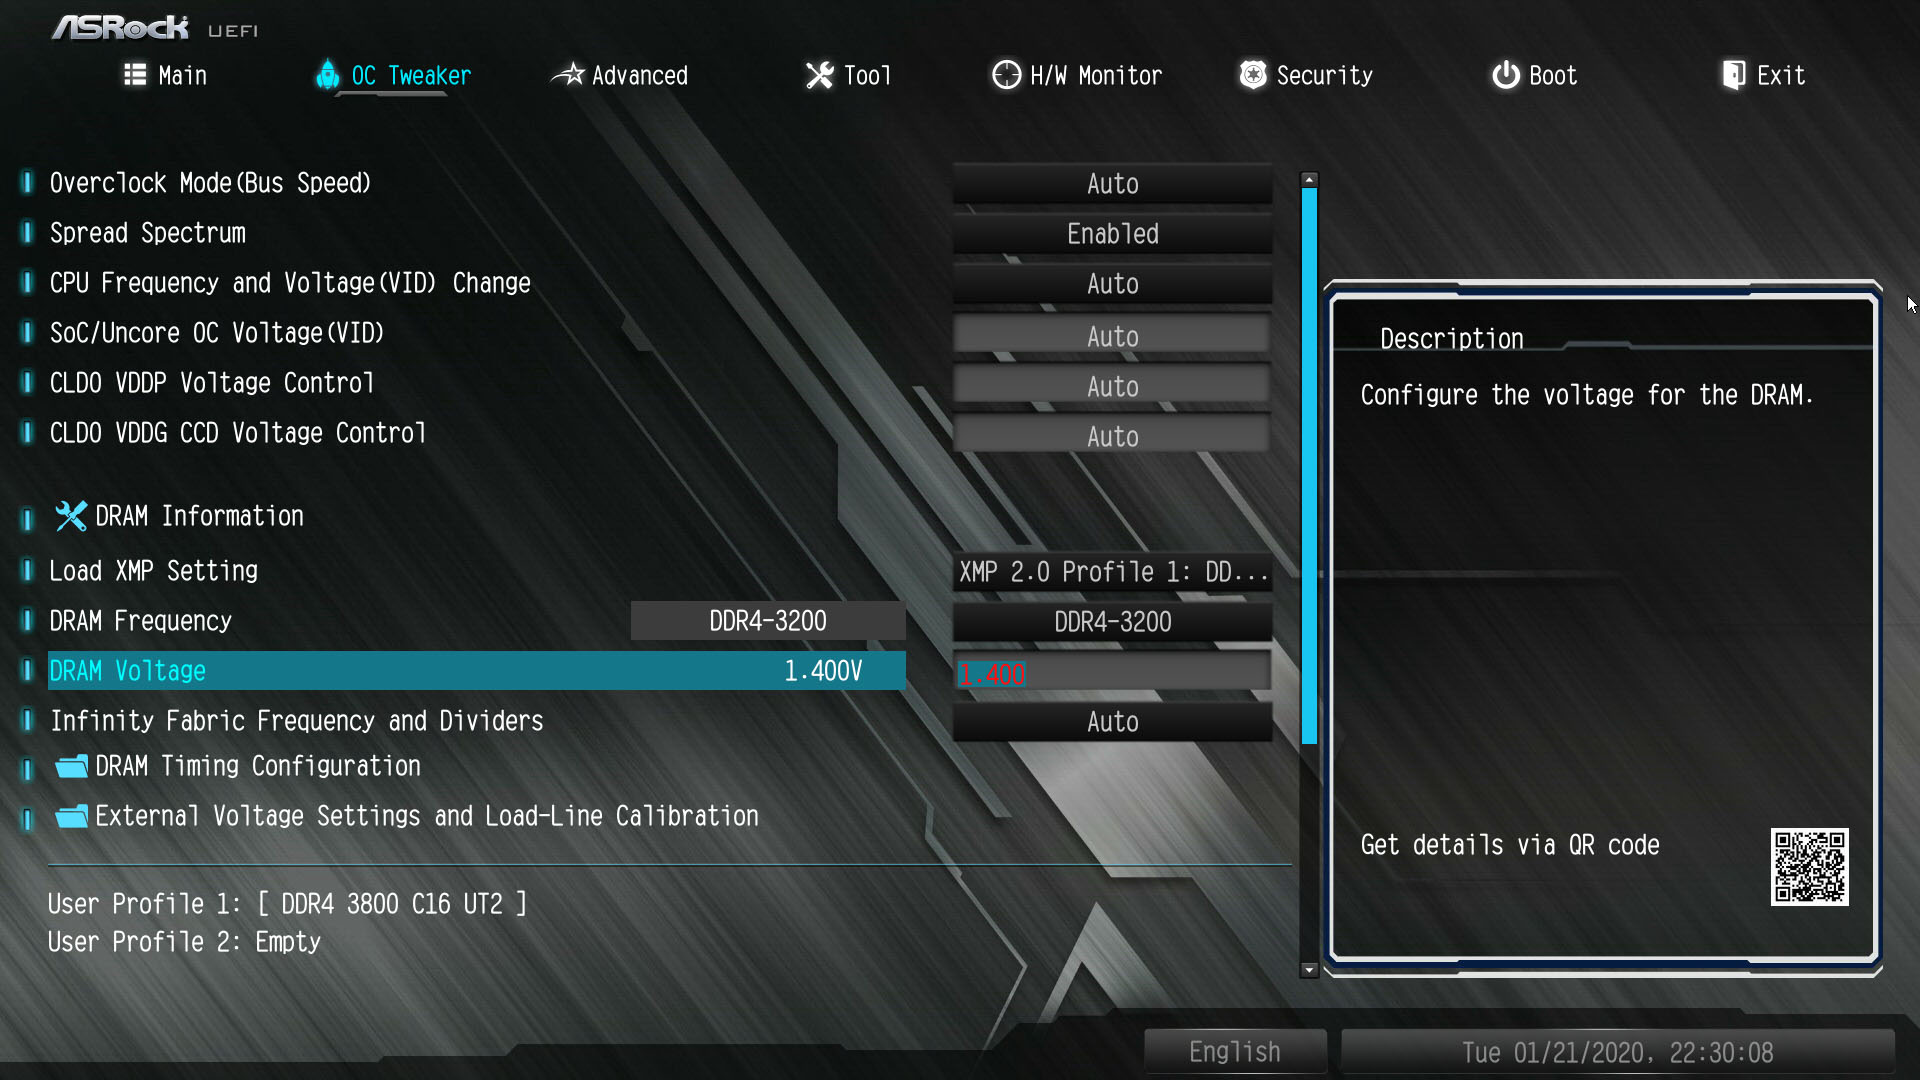 ASRock UEFI
Main OC Tweaker Advanced Tool H/W Monitor Security Boot Exit
Overclock Mode(Bus Speed) Auto
Spread Spectrum Enabled
CPU Frequency and Voltage(VID) Change Auto
SoC/Uncore OC Voltage(VID) Auto
CLDO VDDP Voltage Control Auto
CLDO VDDG CCD Voltage Control Auto
DRAM Information
Load XMP Setting XMP 2.0 Profile 1: DD...
DRAM Frequency DDR4-3200 DDR4-3200
DRAM Voltage 1.400V 1.400
Infinity Fabric Frequency and Dividers Auto
DRAM Timing Configuration
External Voltage Settings and Load-Line Calibration
User Profile 1: [ DDR4 3800 C16 UT2 ]
User Profile 2: Empty
Description
Configure the voltage for the DRAM.
Get details via QR code
English
Tue 01/21/2020, 22:30:08